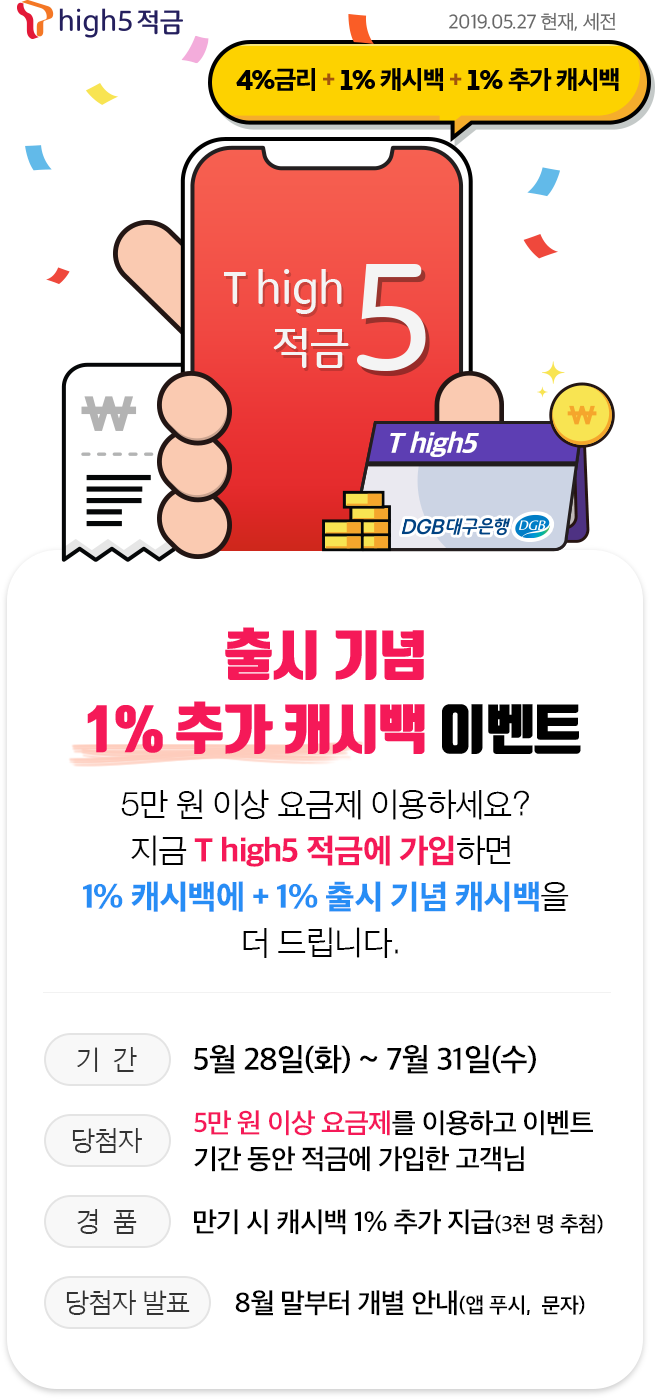 T high5 적금
2019.05.27 현재, 세전
4%금리 + 1% 캐시백 + 1% 추가 캐시백
T high 5
적금
₩
₩
T high5
DGB대구은행 DGB
출시 기념
1% 추가 캐시백 이벤트
5만 원 이상 요금제 이용하세요?
지금 T high5 적금에 가입하면
1% 캐시백에 + 1% 출시 기념 캐시백을
더 드립니다.
기 간 5월 28일(화) ~ 7월 31일(수)
당첨자 5만 원 이상 요금제를 이용하고 이벤트
기간 동안 적금에 가입한 고객님
경 품 만기 시 캐시백 1% 추가 지급(3천 명 추첨)
당첨자 발표 8월 말부터 개별 안내(앱 푸시, 문자)